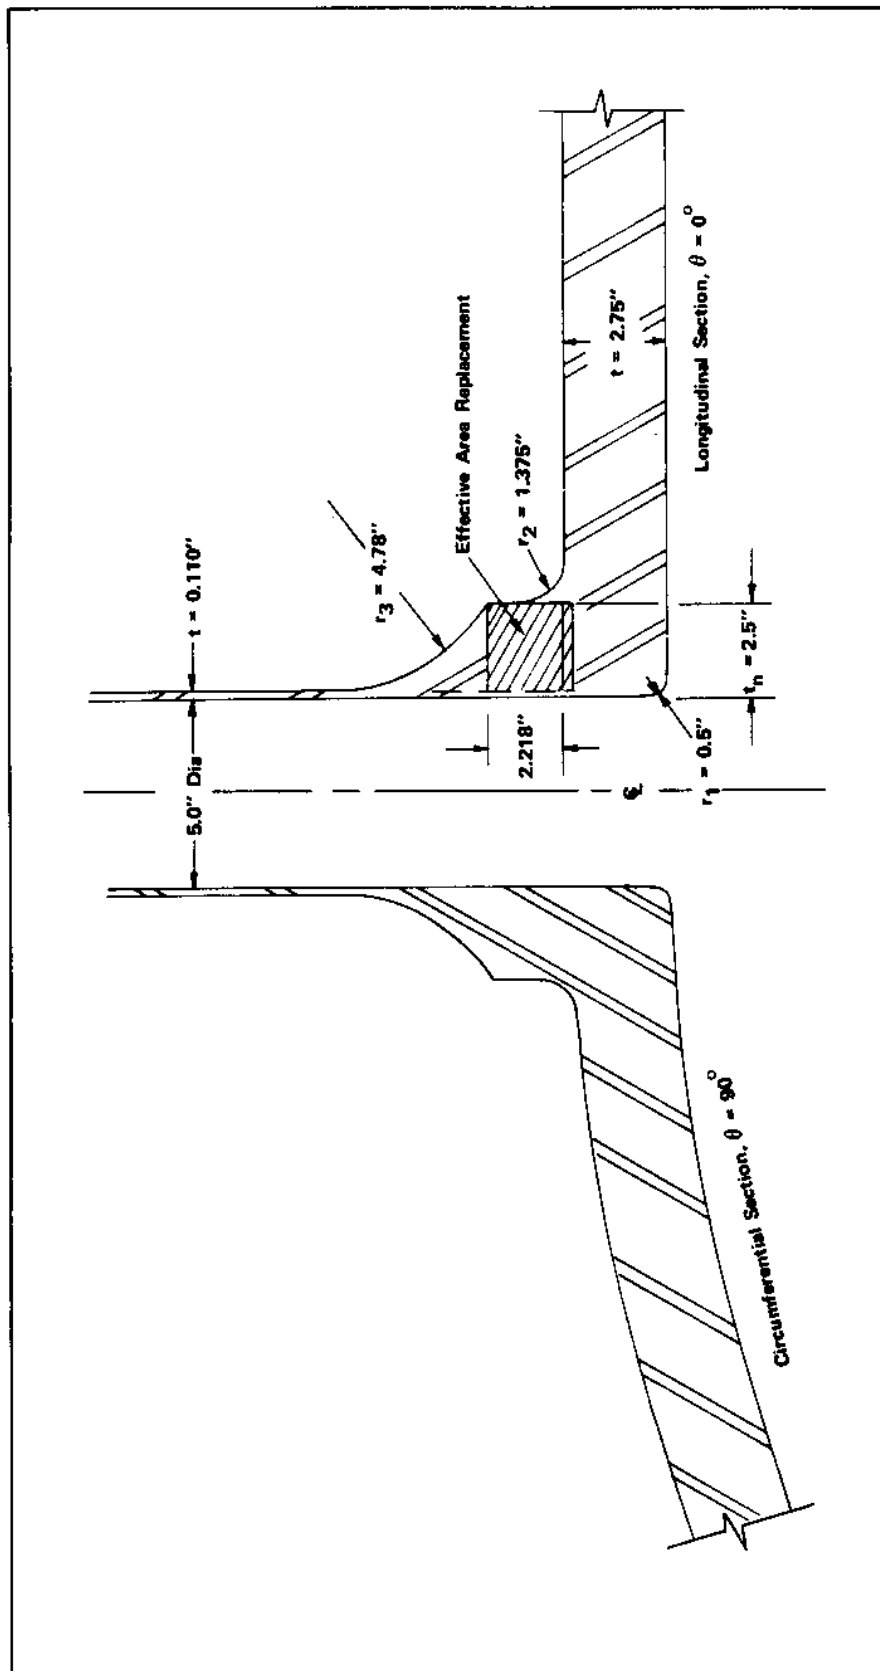 5.0" Dia
t = 0.110"
r3 = 4.78"
Effective Area Replacement
r2 = 1.375"
t = 2.75"
2.218"
℄
r1 = 0.5"
tn = 2.5"
Longitudinal Section, θ = 0°
Circumferential Section, θ = 90°